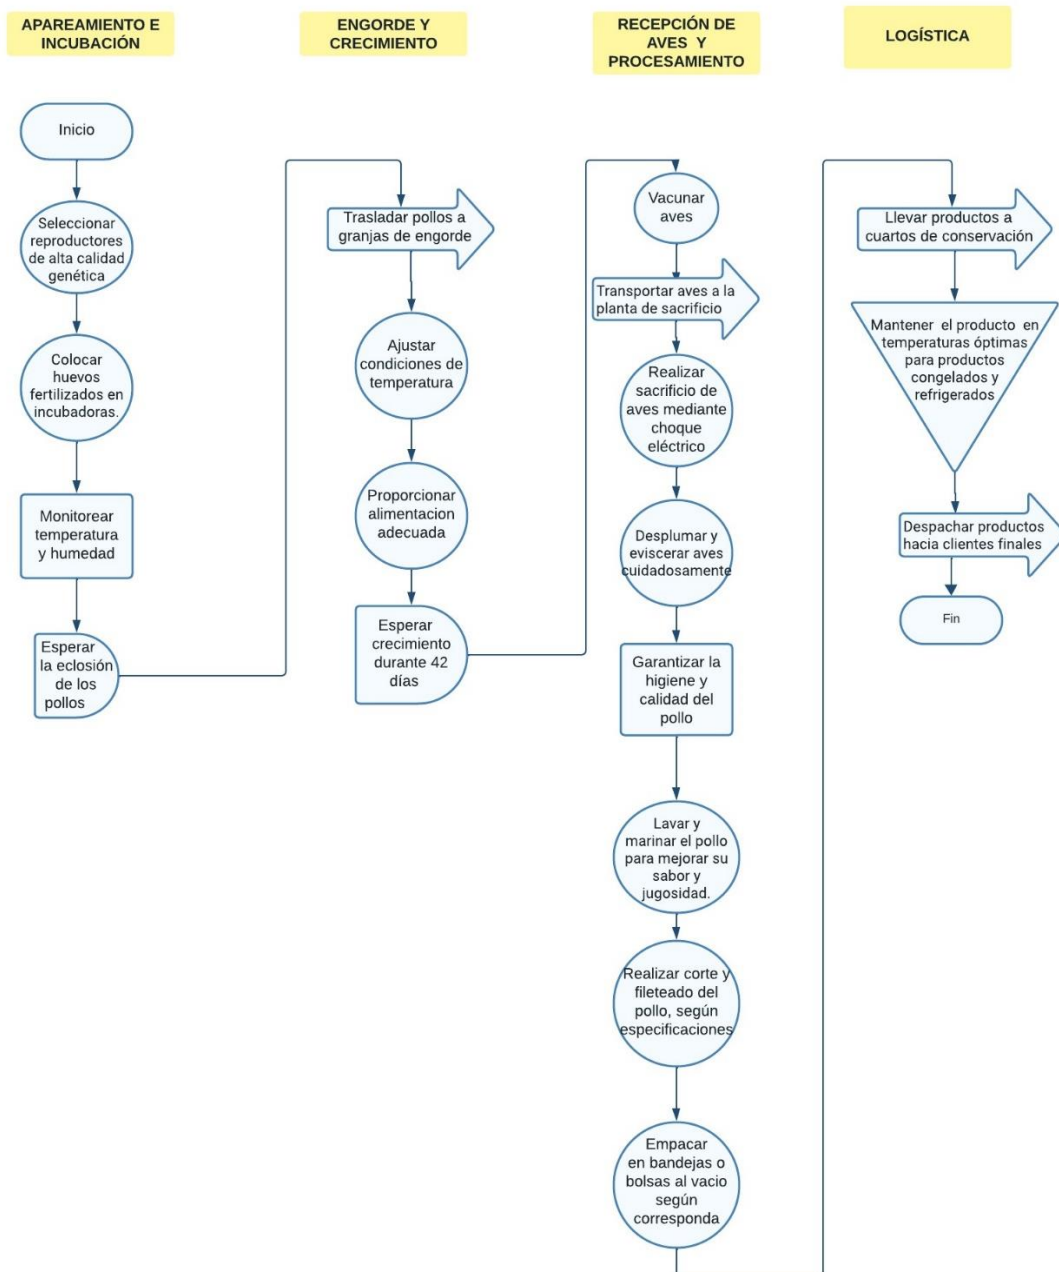 APAREAMIENTO E
INCUBACIÓN
Inicio
Seleccionar
reproductores
de alta calidad
genética
Colocar
huevos
fertilizados en
incubadoras.
Monitorear
temperatura
y humedad
Esperar
la eclosión
de los
pollos
ENGORDE Y
CRECIMIENTO
Trasladar pollos a
granjas de engorde
Ajustar
condiciones de
temperatura
Proporcionar
alimentacion
adecuada
Esperar
crecimiento
durante 42
días
RECEPCIÓN DE
AVES Y
PROCESAMIENTO
Vacunar
aves
Transportar aves a la
planta de sacrificio
Realizar
sacrificio de
aves mediante
choque
eléctrico
Desplumar y
eviscerar aves
cuidadosamente
Garantizar la
higiene y
calidad del
pollo
Lavar y
marinar el pollo
para mejorar su
sabor y
jugosidad.
Realizar corte y
fileteado del
pollo, según
especificaciones
Empacar
en bandejas o
bolsas al vacio
según
corresponda
LOGÍSTICA
Llevar productos a
cuartos de conservación
Mantener el producto en
temperaturas óptimas
para productos
congelados y
refrigerados
Despachar productos
hacia clientes finales
Fin